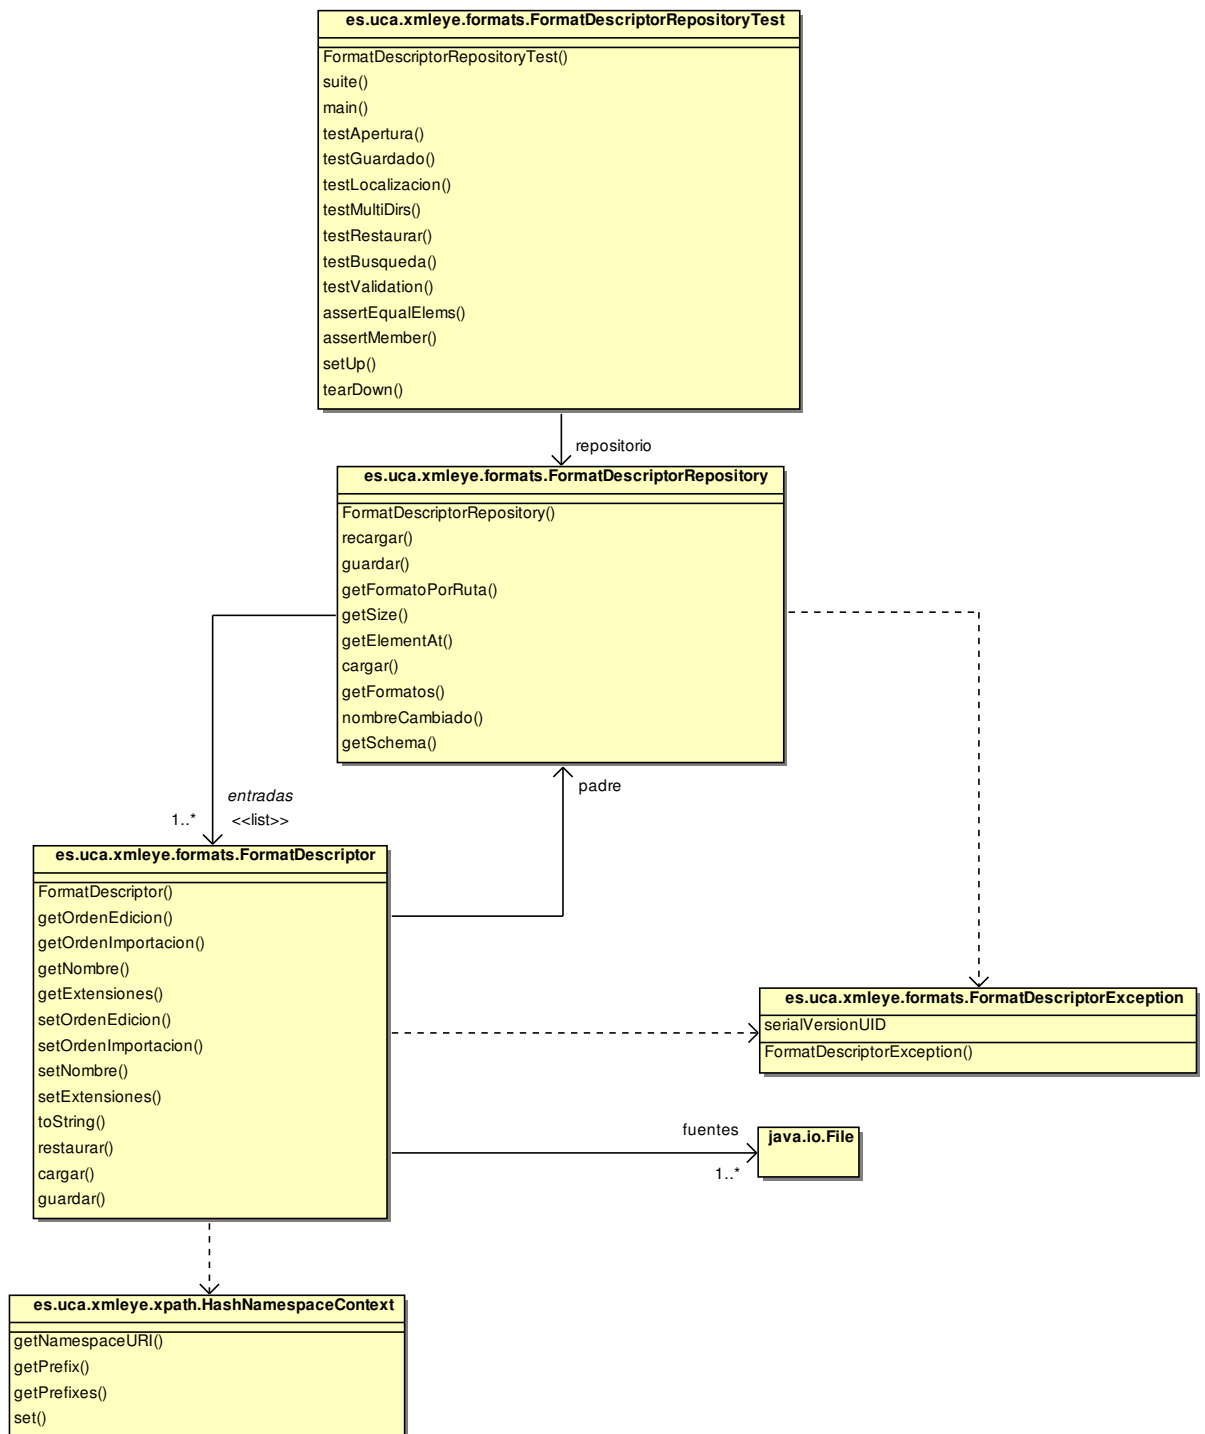 es.uca.xmleye.formats.FormatDescriptorRepositoryTest
FormatDescriptorRepositoryTest()
suite()
main()
testApertura()
testGuardado()
testLocalizacion()
testMultiDirs()
testRestaurar()
testBusqueda()
testValidation()
assertEqualElems()
assertMember()
setUp()
tearDown()
repositorio
es.uca.xmleye.formats.FormatDescriptorRepository
FormatDescriptorRepository()
recargar()
guardar()
getFormatoPorRuta()
getSize()
getElementAt()
cargar()
getFormatos()
nombreCambiado()
getSchema()
padre
entradas
1..* <<list>>
es.uca.xmleye.formats.FormatDescriptor
FormatDescriptor()
getOrdenEdicion()
getOrdenImportacion()
getNombre()
getExtensiones()
setOrdenEdicion()
setOrdenImportacion()
setNombre()
setExtensiones()
toString()
restaurar()
cargar()
guardar()
es.uca.xmleye.formats.FormatDescriptorException
serialVersionUID
FormatDescriptorException()
fuentes
1..*
java.io.File
es.uca.xmleye.xpath.HashNamespaceContext
getNamespaceURI()
getPrefix()
getPrefixes()
set()